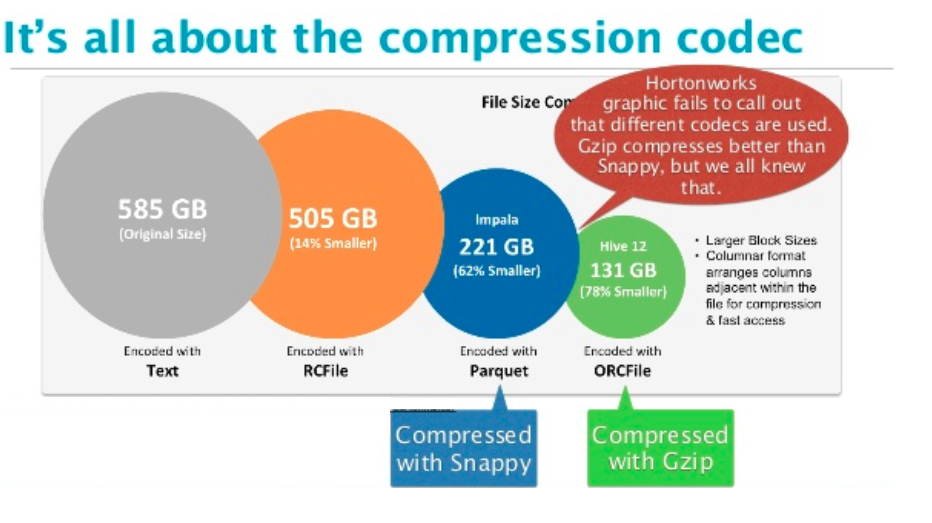 It's all about the compression codec
File Size Com
Hortonworks
graphic fails to call out
that different codecs are used.
Gzip compresses better than
Snappy, but we all knew
that.
585 GB
(Original Size)
505 GB
(14% Smaller)
Impala
221 GB
(62% Smaller)
Hive 12
131 GB
(78% Smaller)
• Larger Block Sizes
• Columnar format
arranges columns
adjacent within the
file for compression
& fast access
Encoded with
Text
Encoded with
RCFile
Encoded with
Parquet
Encoded with
ORCFile
Compressed
with Snappy
Compressed
with Gzip